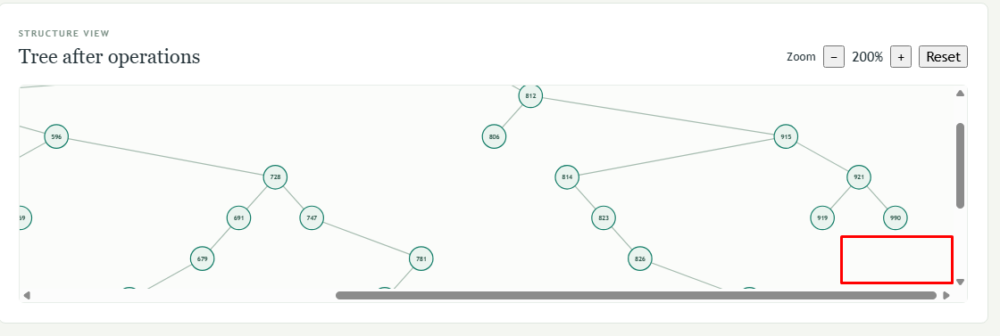 STRUCTURE VIEW
Tree after operations
Zoom − 200% + Reset
812
596 806 915
728 814 921
69 691 747 823 919 990
679 781 826